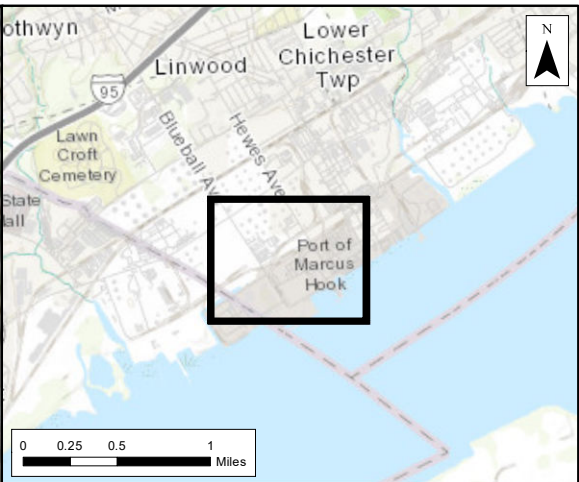 othwyn
Linwood
Lower
Chichester
Twp
N
95
Lawn
Croft
Cemetery
Blueball Av
Hewes Ave
State
all
Port of
Marcus
Hook
0 0.25 0.5 1
Miles